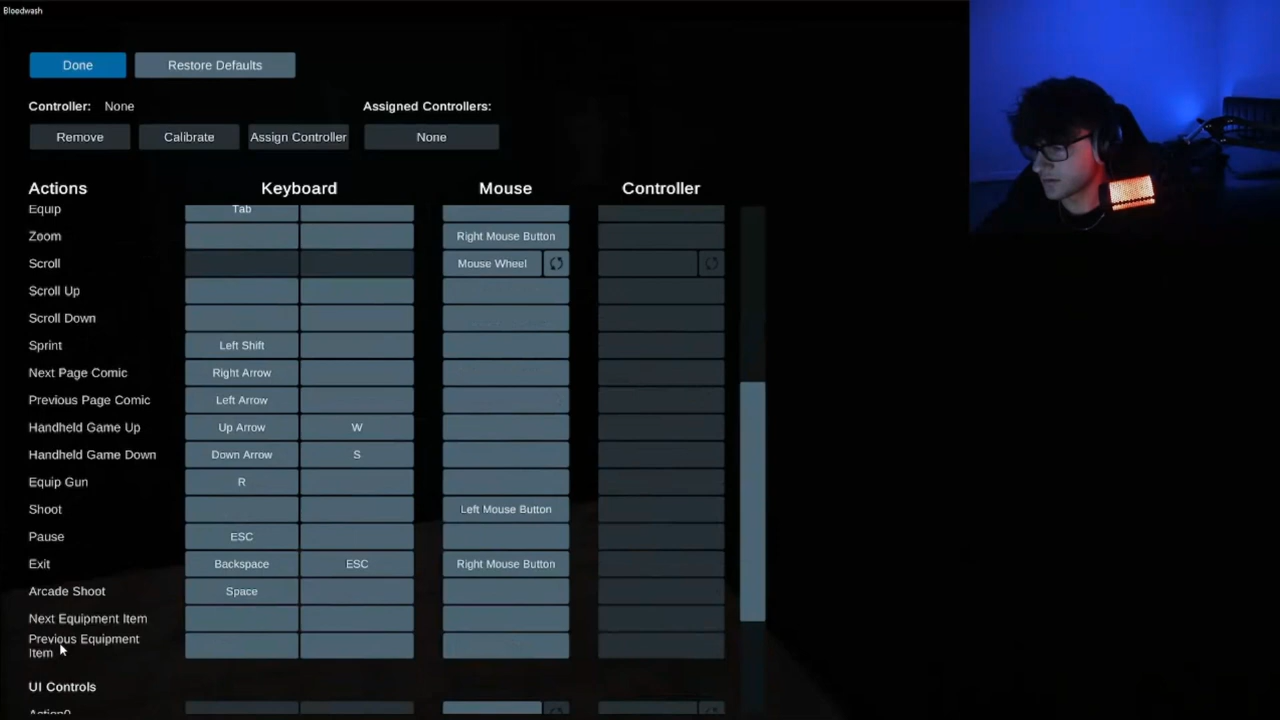 Bloodwash
Done Restore Defaults
Controller: None Assigned Controllers:
Remove Calibrate Assign Controller None
Actions Keyboard Mouse Controller
Equip Tab
Zoom Right Mouse Button
Scroll Mouse Wheel
Scroll Up
Scroll Down
Sprint Left Shift
Next Page Comic Right Arrow
Previous Page Comic Left Arrow
Handheld Game Up Up Arrow W
Handheld Game Down Down Arrow S
Equip Gun R
Shoot Left Mouse Button
Pause ESC
Exit Backspace ESC Right Mouse Button
Arcade Shoot Space
Next Equipment Item
Previous Equipment
Item
UI Controls
Action0